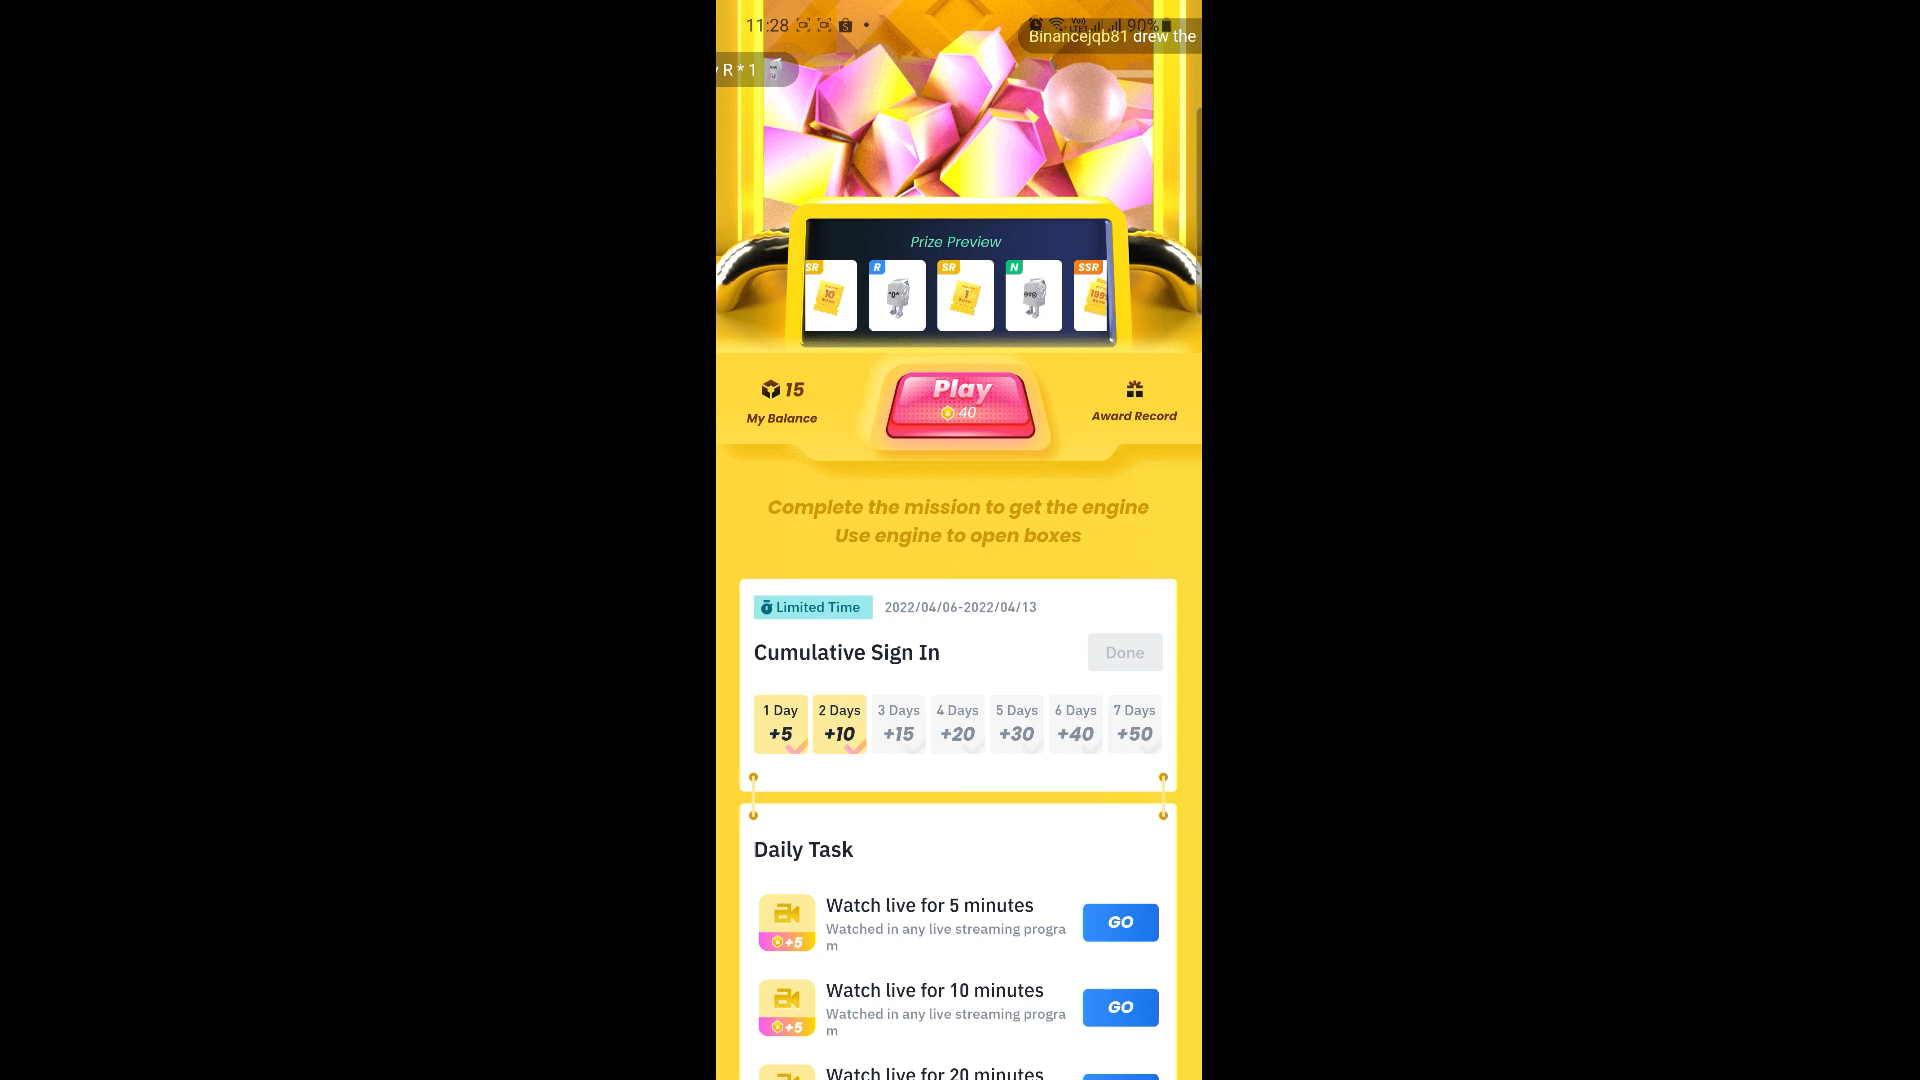 11:28
90%
Binancejqb81 drew the
R * 1
Prize Preview
SR
R
SR
N
SSR
10
1
15
My Balance
Play
40
Award Record
Complete the mission to get the engine
Use engine to open boxes
Limited Time 2022/04/06-2022/04/13
Cumulative Sign In
Done
1 Day 2 Days 3 Days 4 Days 5 Days 6 Days 7 Days
+5 +10 +15 +20 +30 +40 +50
Daily Task
Watch live for 5 minutes
Watched in any live streaming progra
m
+5
GO
Watch live for 10 minutes
Watched in any live streaming progra
m
+5
GO
Watch live for 20 minutes